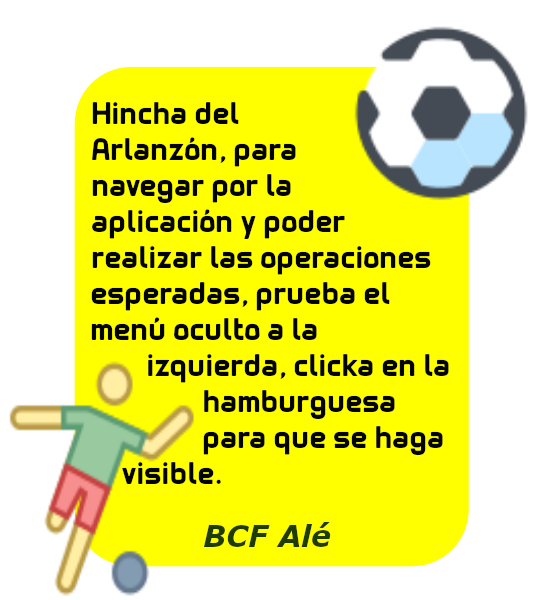 Hincha del
Arlanzón, para
navegar por la
aplicación y poder
realizar las operaciones
esperadas, prueba el
menú oculto a la
izquierda, clicka en la
hamburguesa
para que se haga
visible.
BCF Alé